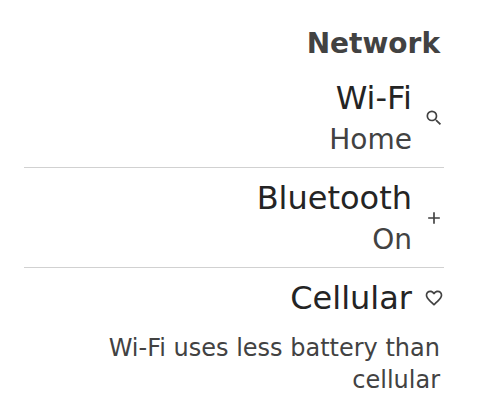 Network
Wi-Fi
Home
Bluetooth
On
Cellular
Wi-Fi uses less battery than
cellular